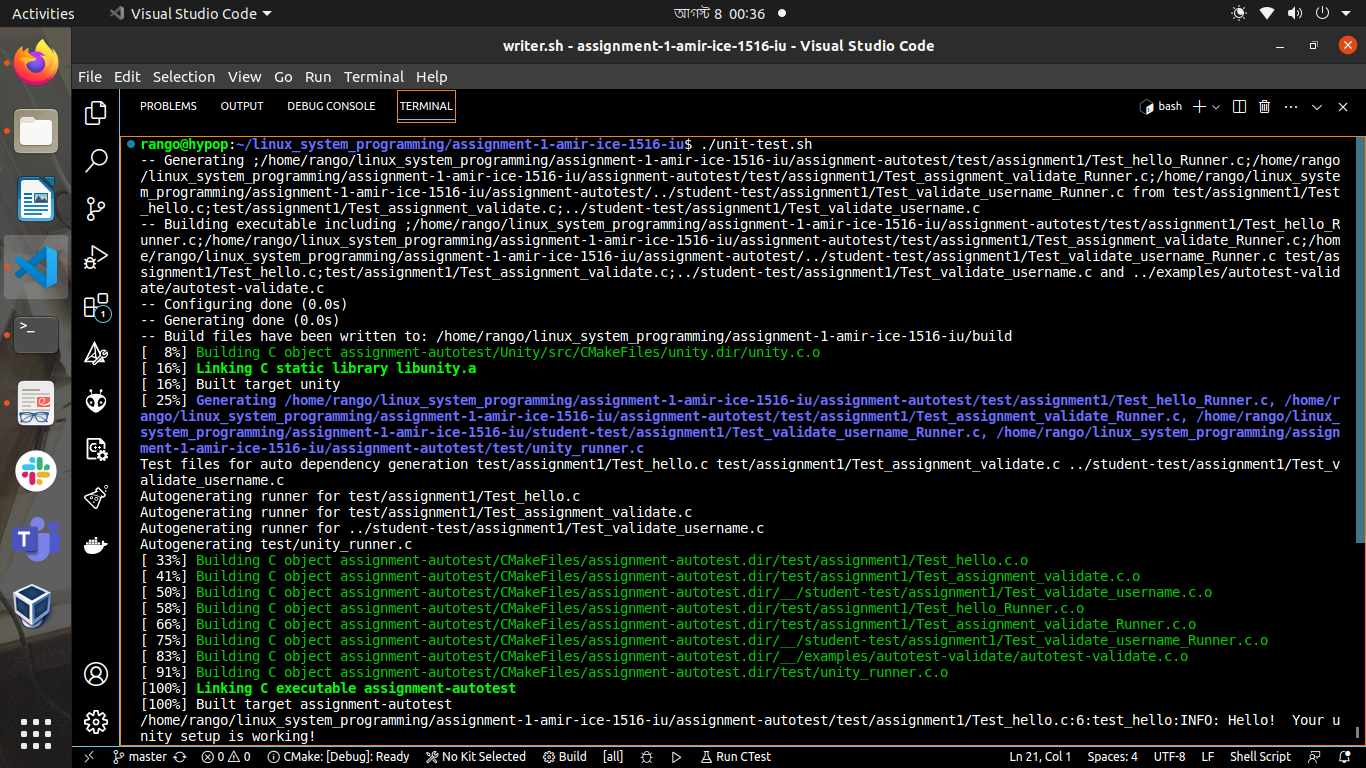 Activities
Visual Studio Code
আগস্ট 8 00:36
writer.sh - assignment-1-amir-ice-1516-iu - Visual Studio Code
File Edit Selection View Go Run Terminal Help
PROBLEMS OUTPUT DEBUG CONSOLE TERMINAL
bash
rango@hypop:~/linux_system_programming/assignment-1-amir-ice-1516-iu$ ./unit-test.sh
-- Generating ;/home/rango/linux_system_programming/assignment-1-amir-ice-1516-iu/assignment-autotest/test/assignment1/Test_hello_Runner.c;/home/rango
/linux_system_programming/assignment-1-amir-ice-1516-iu/assignment-autotest/test/assignment1/Test_assignment_validate_Runner.c;/home/rango/linux_syste
m_programming/assignment-1-amir-ice-1516-iu/assignment-autotest/../student-test/assignment1/Test_validate_username_Runner.c from test/assignment1/Test
_hello.c;test/assignment1/Test_assignment_validate.c;../student-test/assignment1/Test_validate_username.c
-- Building executable including ;/home/rango/linux_system_programming/assignment-1-amir-ice-1516-iu/assignment-autotest/test/assignment1/Test_hello_R
unner.c;/home/rango/linux_system_programming/assignment-1-amir-ice-1516-iu/assignment-autotest/test/assignment1/Test_assignment_validate_Runner.c;/hom
e/rango/linux_system_programming/assignment-1-amir-ice-1516-iu/assignment-autotest/../student-test/assignment1/Test_validate_username_Runner.c test/as
signment1/Test_hello.c;test/assignment1/Test_assignment_validate.c;../student-test/assignment1/Test_validate_username.c and ../examples/autotest-valid
ate/autotest-validate.c
-- Configuring done (0.0s)
-- Generating done (0.0s)
-- Build files have been written to: /home/rango/linux_system_programming/assignment-1-amir-ice-1516-iu/build
[  8%] Building C object assignment-autotest/Unity/src/CMakeFiles/unity.dir/unity.c.o
[ 16%] Linking C static library libunity.a
[ 16%] Built target unity
[ 25%] Generating /home/rango/linux_system_programming/assignment-1-amir-ice-1516-iu/assignment-autotest/test/assignment1/Test_hello_Runner.c, /home/r
ango/linux_system_programming/assignment-1-amir-ice-1516-iu/assignment-autotest/test/assignment1/Test_assignment_validate_Runner.c, /home/rango/linux_
system_programming/assignment-1-amir-ice-1516-iu/student-test/assignment1/Test_validate_username_Runner.c, /home/rango/linux_system_programming/assign
ment-1-amir-ice-1516-iu/assignment-autotest/test/unity_runner.c
Test files for auto dependency generation test/assignment1/Test_hello.c test/assignment1/Test_assignment_validate.c ../student-test/assignment1/Test_v
alidate_username.c
Autogenerating runner for test/assignment1/Test_hello.c
Autogenerating runner for test/assignment1/Test_assignment_validate.c
Autogenerating runner for ../student-test/assignment1/Test_validate_username.c
Autogenerating test/unity_runner.c
[ 33%] Building C object assignment-autotest/CMakeFiles/assignment-autotest.dir/test/assignment1/Test_hello.c.o
[ 41%] Building C object assignment-autotest/CMakeFiles/assignment-autotest.dir/test/assignment1/Test_assignment_validate.c.o
[ 50%] Building C object assignment-autotest/CMakeFiles/assignment-autotest.dir/__/student-test/assignment1/Test_validate_username.c.o
[ 58%] Building C object assignment-autotest/CMakeFiles/assignment-autotest.dir/test/assignment1/Test_hello_Runner.c.o
[ 66%] Building C object assignment-autotest/CMakeFiles/assignment-autotest.dir/test/assignment1/Test_assignment_validate_Runner.c.o
[ 75%] Building C object assignment-autotest/CMakeFiles/assignment-autotest.dir/__/student-test/assignment1/Test_validate_username_Runner.c.o
[ 83%] Building C object assignment-autotest/CMakeFiles/assignment-autotest.dir/__/examples/autotest-validate/autotest-validate.c.o
[ 91%] Building C object assignment-autotest/CMakeFiles/assignment-autotest.dir/test/unity_runner.c.o
[100%] Linking C executable assignment-autotest
[100%] Built target assignment-autotest
/home/rango/linux_system_programming/assignment-1-amir-ice-1516-iu/assignment-autotest/test/assignment1/Test_hello.c:6:test_hello:INFO: Hello!  Your u
nity setup is working!
master 0 0 CMake: [Debug]: Ready No Kit Selected Build [all] Run CTest Ln 21, Col 1 Spaces: 4 UTF-8 LF Shell Script